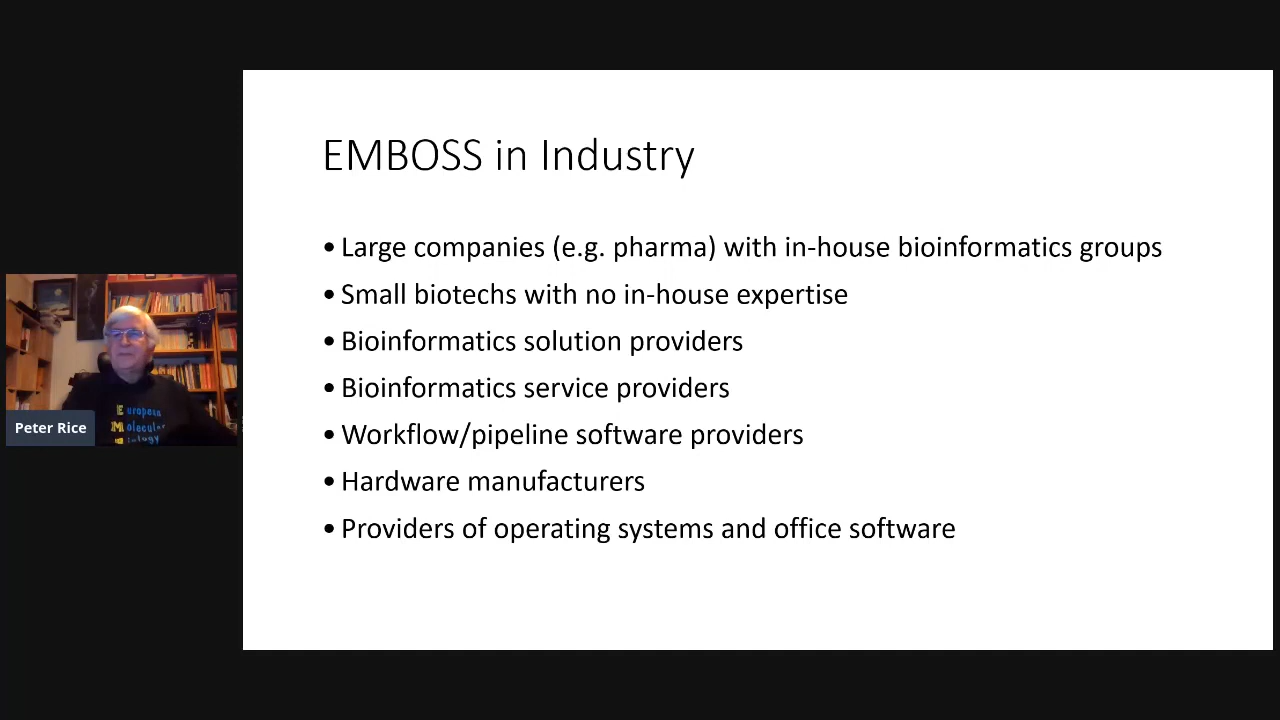 EMBOSS in Industry
• Large companies (e.g. pharma) with in-house bioinformatics groups
• Small biotechs with no in-house expertise
• Bioinformatics solution providers
• Bioinformatics service providers
• Workflow/pipeline software providers
• Hardware manufacturers
• Providers of operating systems and office software
European
Molecular
Peter Rice